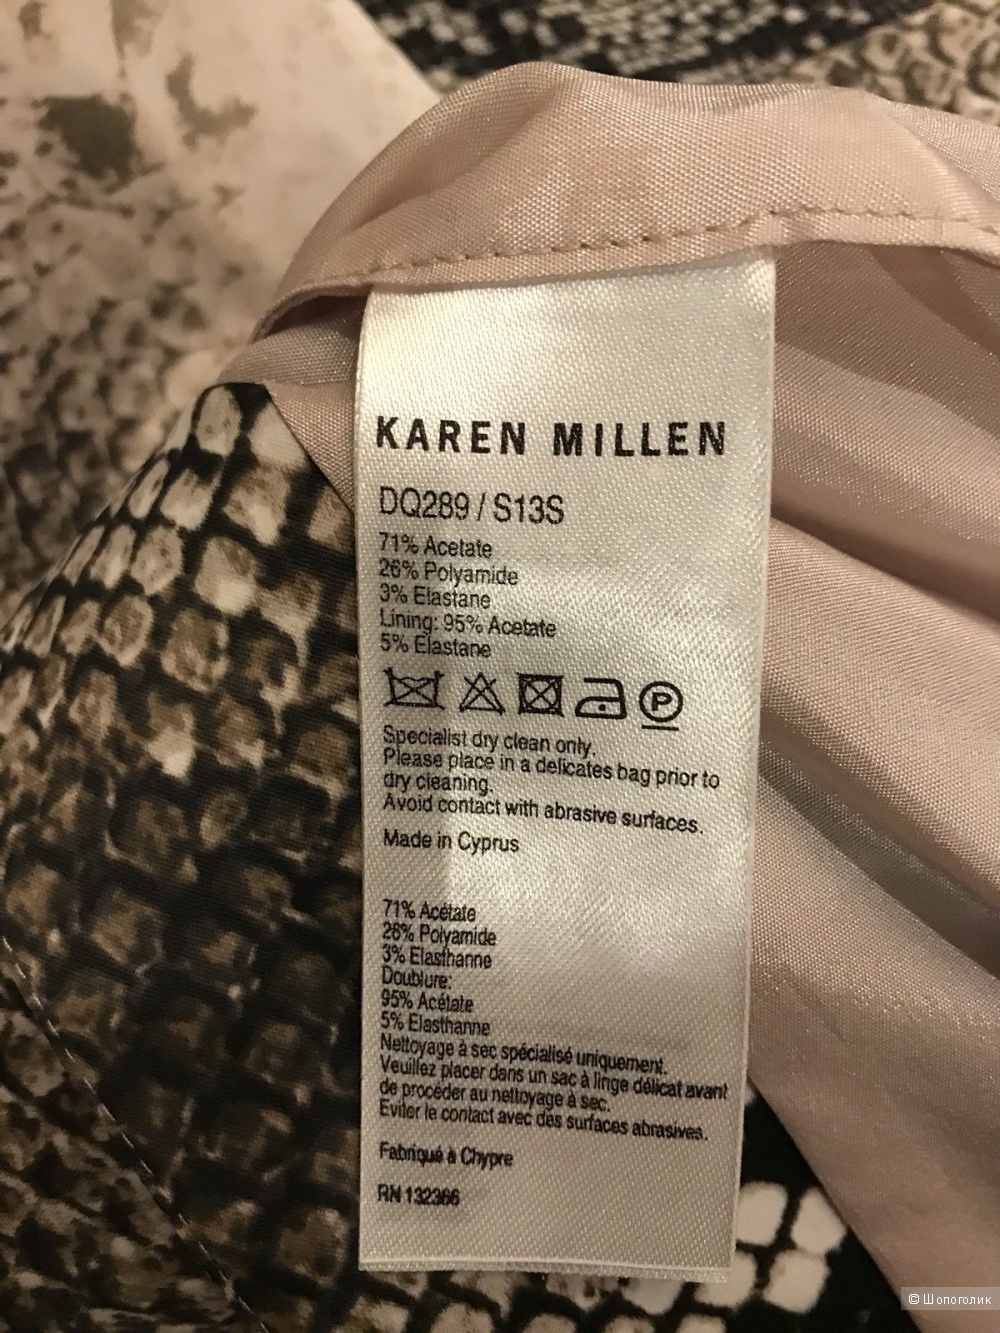 KAREN MILLEN
DQ289 / S13S
71% Acetate
26% Polyamide
3% Elastane
Lining: 95% Acetate
5% Elastane
P
Specialist dry clean only.
Please place in a delicates bag prior to
dry cleaning.
Avoid contact with abrasive surfaces.
Made in Cyprus
71% Acétate
26% Polyamide
3% Elasthanne
Doublure:
95% Acétate
5% Elasthanne
Nettoyage à sec spécialisé uniquement.
Veuillez placer dans un sac à linge délicat avant
de procéder au nettoyage à sec.
Eviter le contact avec des surfaces abrasives.
Fabriqué à Chypre
RN 132366
© Шопоголик